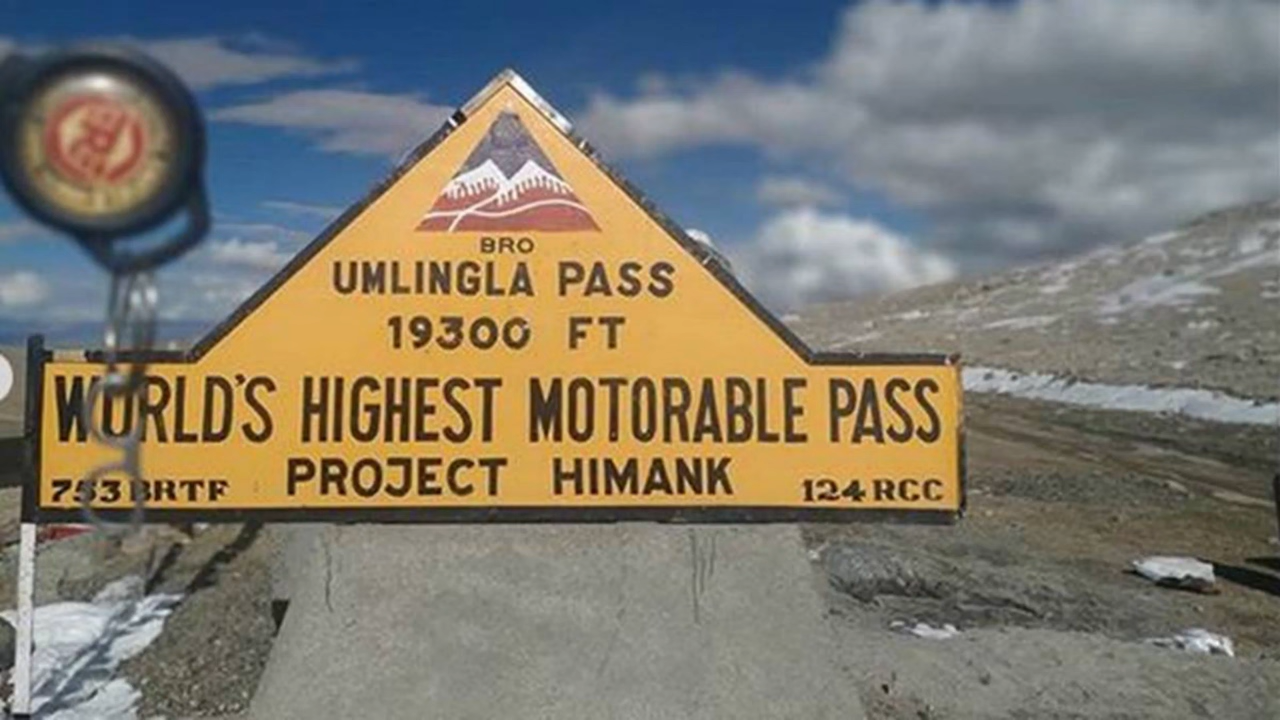 BRO
UMLINGLA PASS
19300 FT
WORLD'S HIGHEST MOTORABLE PASS
PROJECT HIMANK
753 BRTF
124 RCC